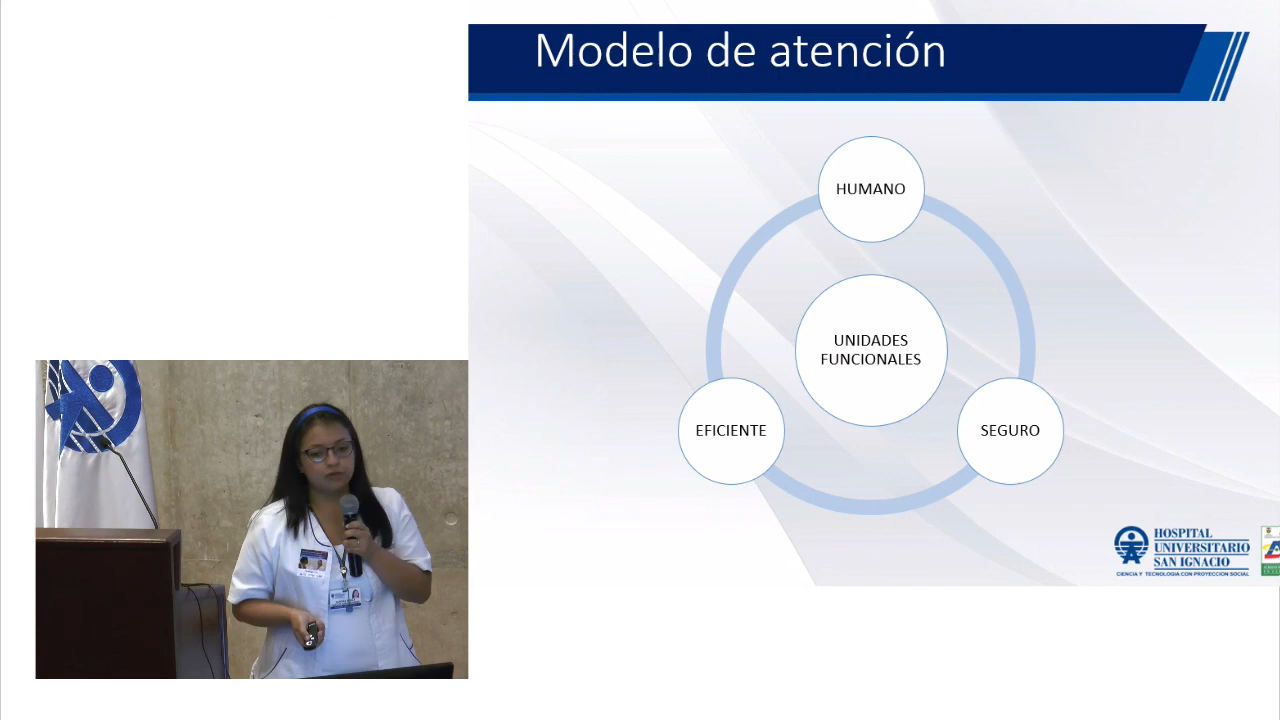 Modelo de atención
HUMANO
UNIDADES
FUNCIONALES
EFICIENTE
SEGURO
HOSPITAL
UNIVERSITARIO
SAN IGNACIO
CIENCIA Y TECNOLOGIA CON PROYECCION SOCIAL